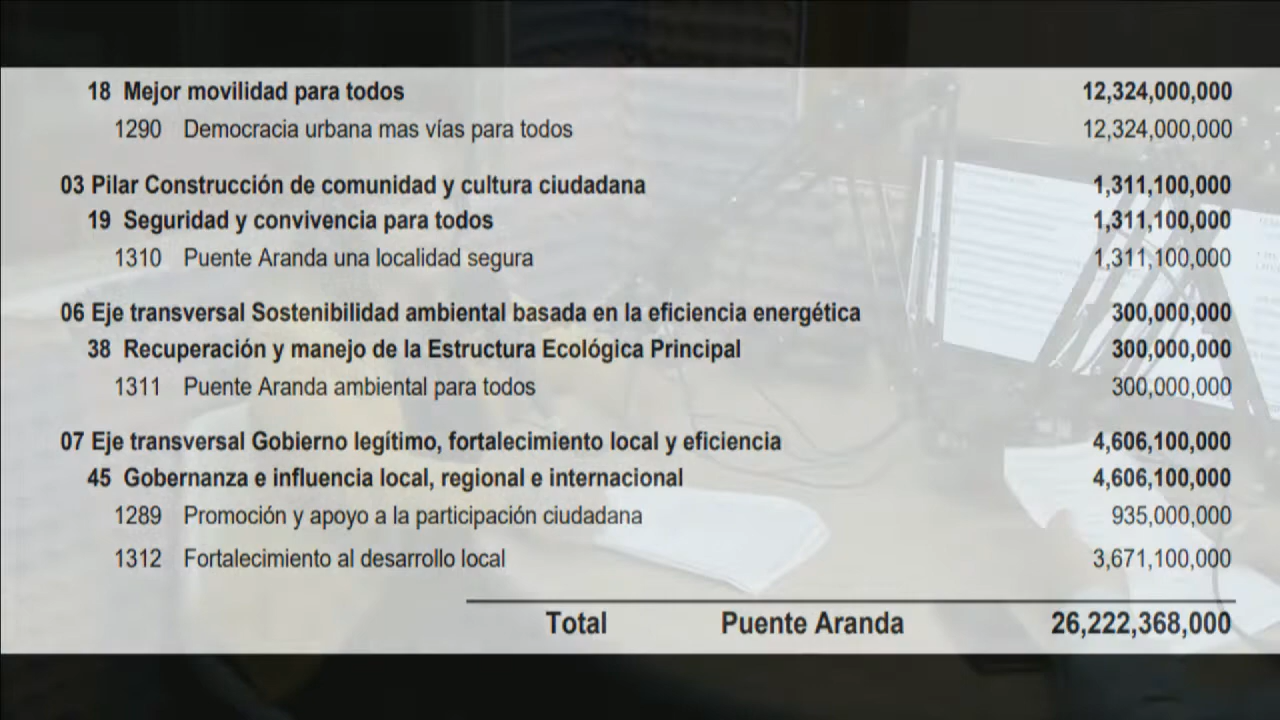 18 Mejor movilidad para todos 12,324,000,000
1290 Democracia urbana mas vías para todos 12,324,000,000
03 Pilar Construcción de comunidad y cultura ciudadana 1,311,100,000
19 Seguridad y convivencia para todos 1,311,100,000
1310 Puente Aranda una localidad segura 1,311,100,000
06 Eje transversal Sostenibilidad ambiental basada en la eficiencia energética 300,000,000
38 Recuperación y manejo de la Estructura Ecológica Principal 300,000,000
1311 Puente Aranda ambiental para todos 300,000,000
07 Eje transversal Gobierno legítimo, fortalecimiento local y eficiencia 4,606,100,000
45 Gobernanza e influencia local, regional e internacional 4,606,100,000
1289 Promoción y apoyo a la participación ciudadana 935,000,000
1312 Fortalecimiento al desarrollo local 3,671,100,000
Total Puente Aranda 26,222,368,000